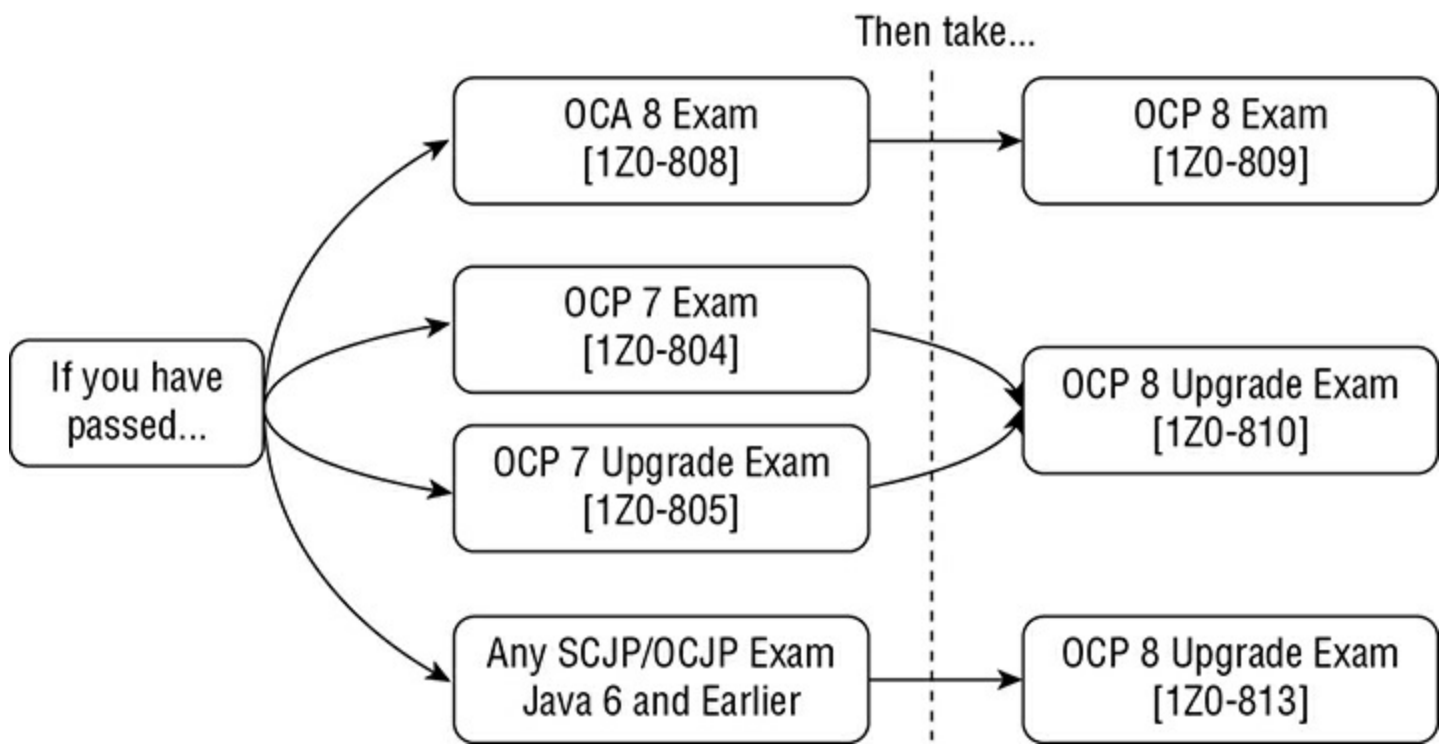 Then take...
OCA 8 Exam
[1Z0-808]
OCP 8 Exam
[1Z0-809]
OCP 7 Exam
[1Z0-804]
If you have
passed...
OCP 8 Upgrade Exam
[1Z0-810]
OCP 7 Upgrade Exam
[1Z0-805]
Any SCJP/OCJP Exam
Java 6 and Earlier
OCP 8 Upgrade Exam
[1Z0-813]